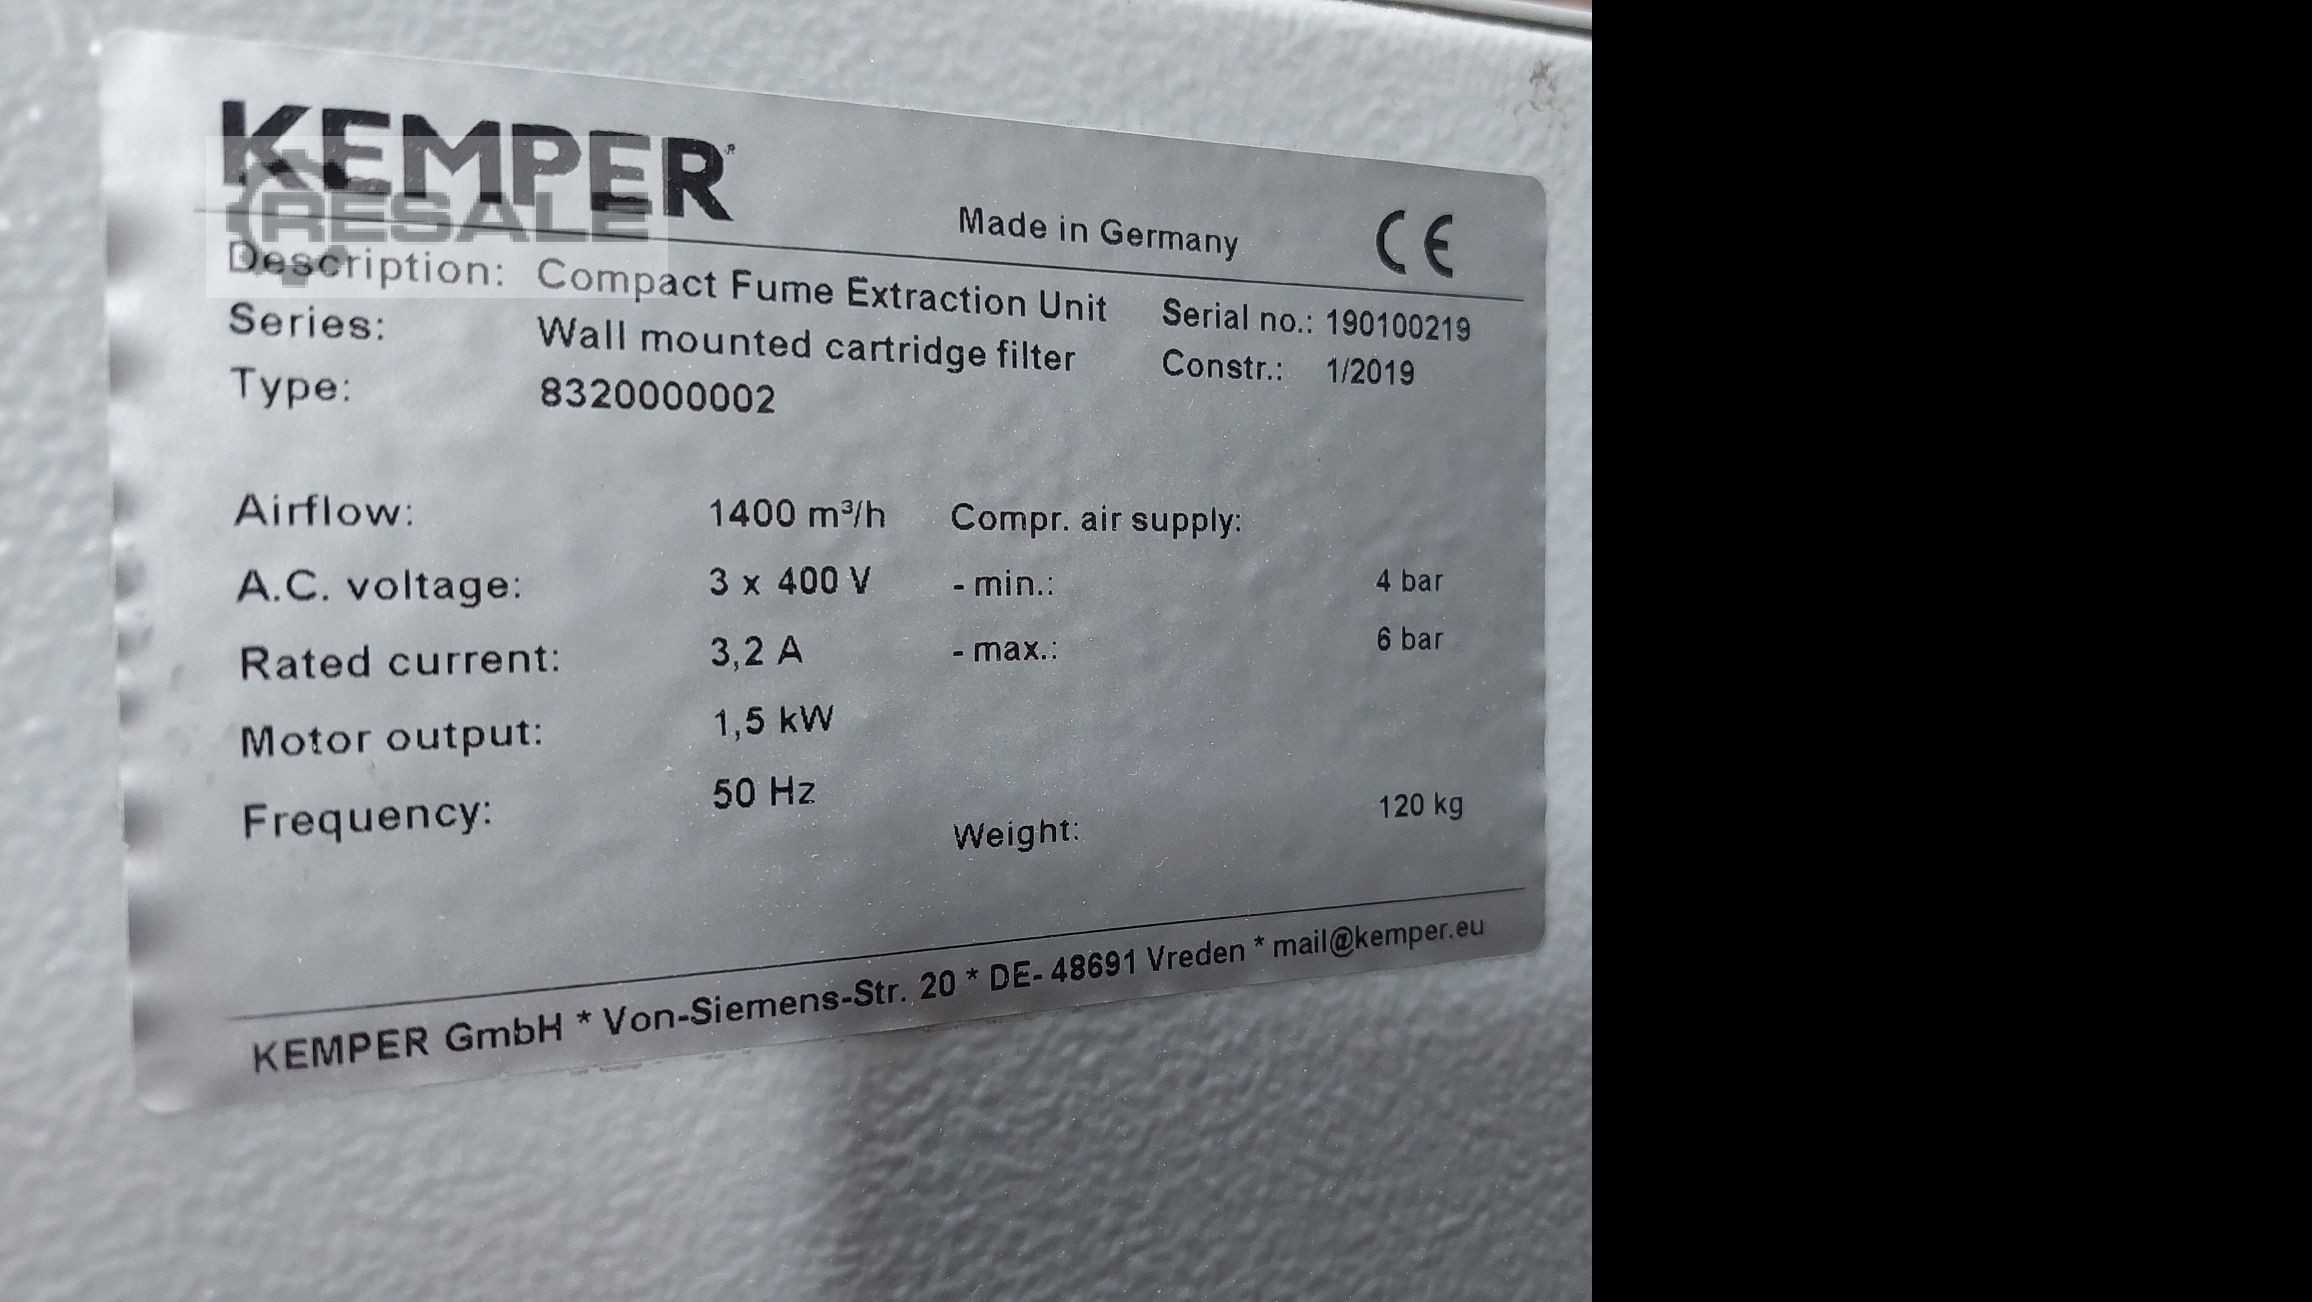 KEMPER®
RESALE
Made in Germany CE
Description: Compact Fume Extraction Unit Serial no.: 190100219
Series: Wall mounted cartridge filter Constr.: 1/2019
Type: 8320000002
Airflow: 1400 m³/h Compr. air supply:
A.C. voltage: 3 x 400 V - min.: 4 bar
Rated current: 3,2 A - max.: 6 bar
Motor output: 1,5 kW
Frequency: 50 Hz
Weight: 120 kg
KEMPER GmbH * Von-Siemens-Str. 20 * DE- 48691 Vreden * mail@kemper.eu